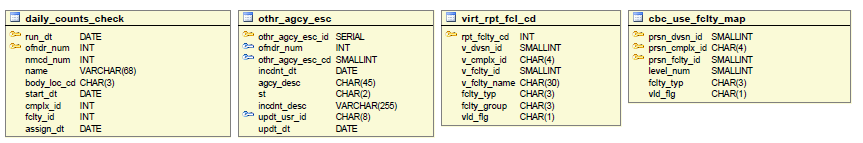 daily_counts_check
run_dt DATE
ofndr_num INT
nmcd_num INT
name VARCHAR(68)
body_loc_cd CHAR(3)
start_dt DATE
cmplx_id INT
fclty_id INT
assign_dt DATE
othr_agcy_esc
othr_agcy_esc_id SERIAL
ofndr_num INT
othr_agcy_esc_cd SMALLINT
incdnt_dt DATE
agcy_desc CHAR(45)
st CHAR(2)
incdnt_desc VARCHAR(255)
updt_usr_id CHAR(8)
updt_dt DATE
virt_rpt_fcl_cd
rpt_fclty_cd INT
v_dvsn_id SMALLINT
v_cmplx_id CHAR(4)
v_fclty_id SMALLINT
v_fclty_name CHAR(30)
fclty_typ CHAR(3)
fclty_group CHAR(3)
vld_flg CHAR(1)
cbc_use_fclty_map
prsn_dvsn_id SMALLINT
prsn_cmplx_id CHAR(4)
prsn_fclty_id SMALLINT
level_num SMALLINT
fclty_typ CHAR(3)
vld_flg CHAR(1)